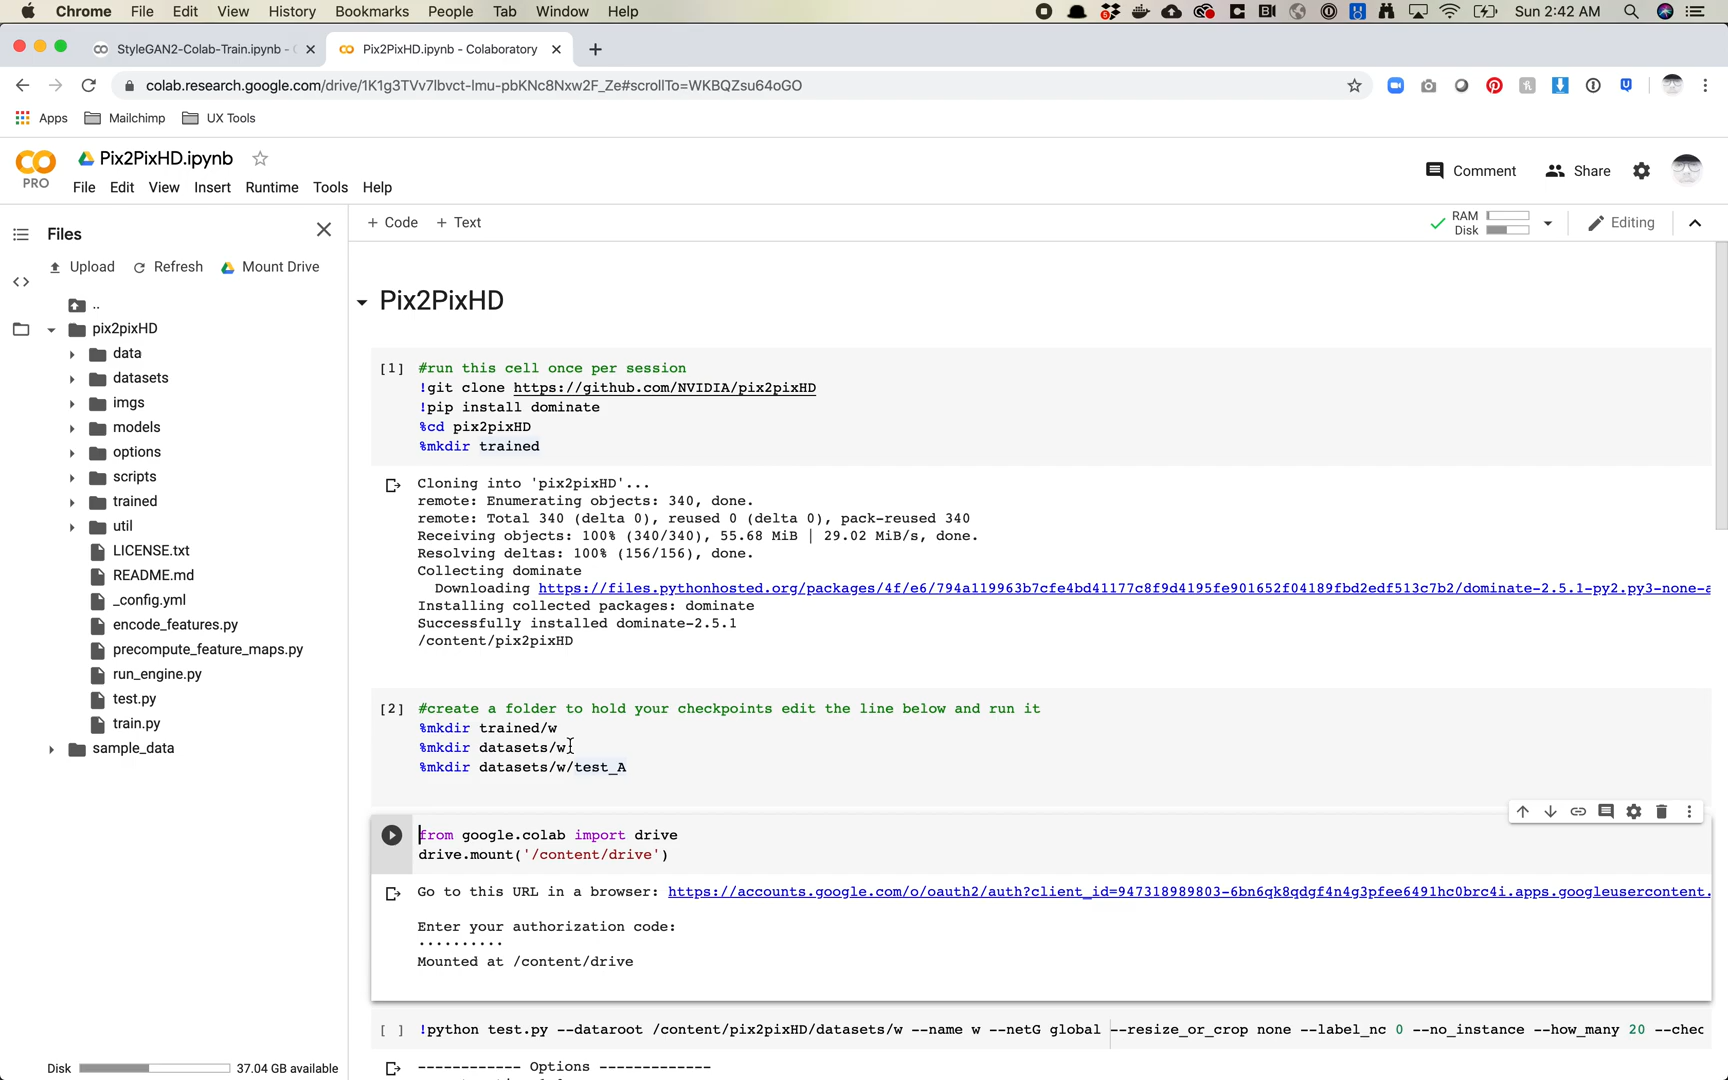 Chrome File Edit View History Bookmarks People Tab Window Help Sun 2:42 AM
StyleGAN2-Colab-Train.ipynb -
Pix2PixHD.ipynb - Colaboratory
colab.research.google.com/drive/1K1g3TVv7lbvct-lmu-pbKNc8Nxw2F_Ze#scrollTo=WKBQZsu64oGO
Apps Mailchimp UX Tools
CO PRO
Pix2PixHD.ipynb
File Edit View Insert Runtime Tools Help
Comment Share
Files
Upload Refresh Mount Drive
..
pix2pixHD
data
datasets
imgs
models
options
scripts
trained
util
LICENSE.txt
README.md
_config.yml
encode_features.py
precompute_feature_maps.py
run_engine.py
test.py
train.py
sample_data
Disk 37.04 GB available
+ Code + Text
RAM
Disk
Editing
Pix2PixHD
[1] #run this cell once per session
!git clone https://github.com/NVIDIA/pix2pixHD
!pip install dominate
%cd pix2pixHD
%mkdir trained
Cloning into 'pix2pixHD'...
remote: Enumerating objects: 340, done.
remote: Total 340 (delta 0), reused 0 (delta 0), pack-reused 340
Receiving objects: 100% (340/340), 55.68 MiB | 29.02 MiB/s, done.
Resolving deltas: 100% (156/156), done.
Collecting dominate
Downloading https://files.pythonhosted.org/packages/4f/e6/794a119963b7cfe4bd41177c8f9d4195fe901652f04189fbd2edf513c7b2/dominate-2.5.1-py2.py3-none-a
Installing collected packages: dominate
Successfully installed dominate-2.5.1
/content/pix2pixHD
[2] #create a folder to hold your checkpoints edit the line below and run it
%mkdir trained/w
%mkdir datasets/w
%mkdir datasets/w/test_A
from google.colab import drive
drive.mount('/content/drive')
Go to this URL in a browser: https://accounts.google.com/o/oauth2/auth?client_id=947318989803-6bn6qk8qdgf4n4g3pfee6491hc0brc4i.apps.googleusercontent.
Enter your authorization code:
··········
Mounted at /content/drive
[ ] !python test.py --dataroot /content/pix2pixHD/datasets/w --name w --netG global --resize_or_crop none --label_nc 0 --no_instance --how_many 20 --chec
------------ Options -------------